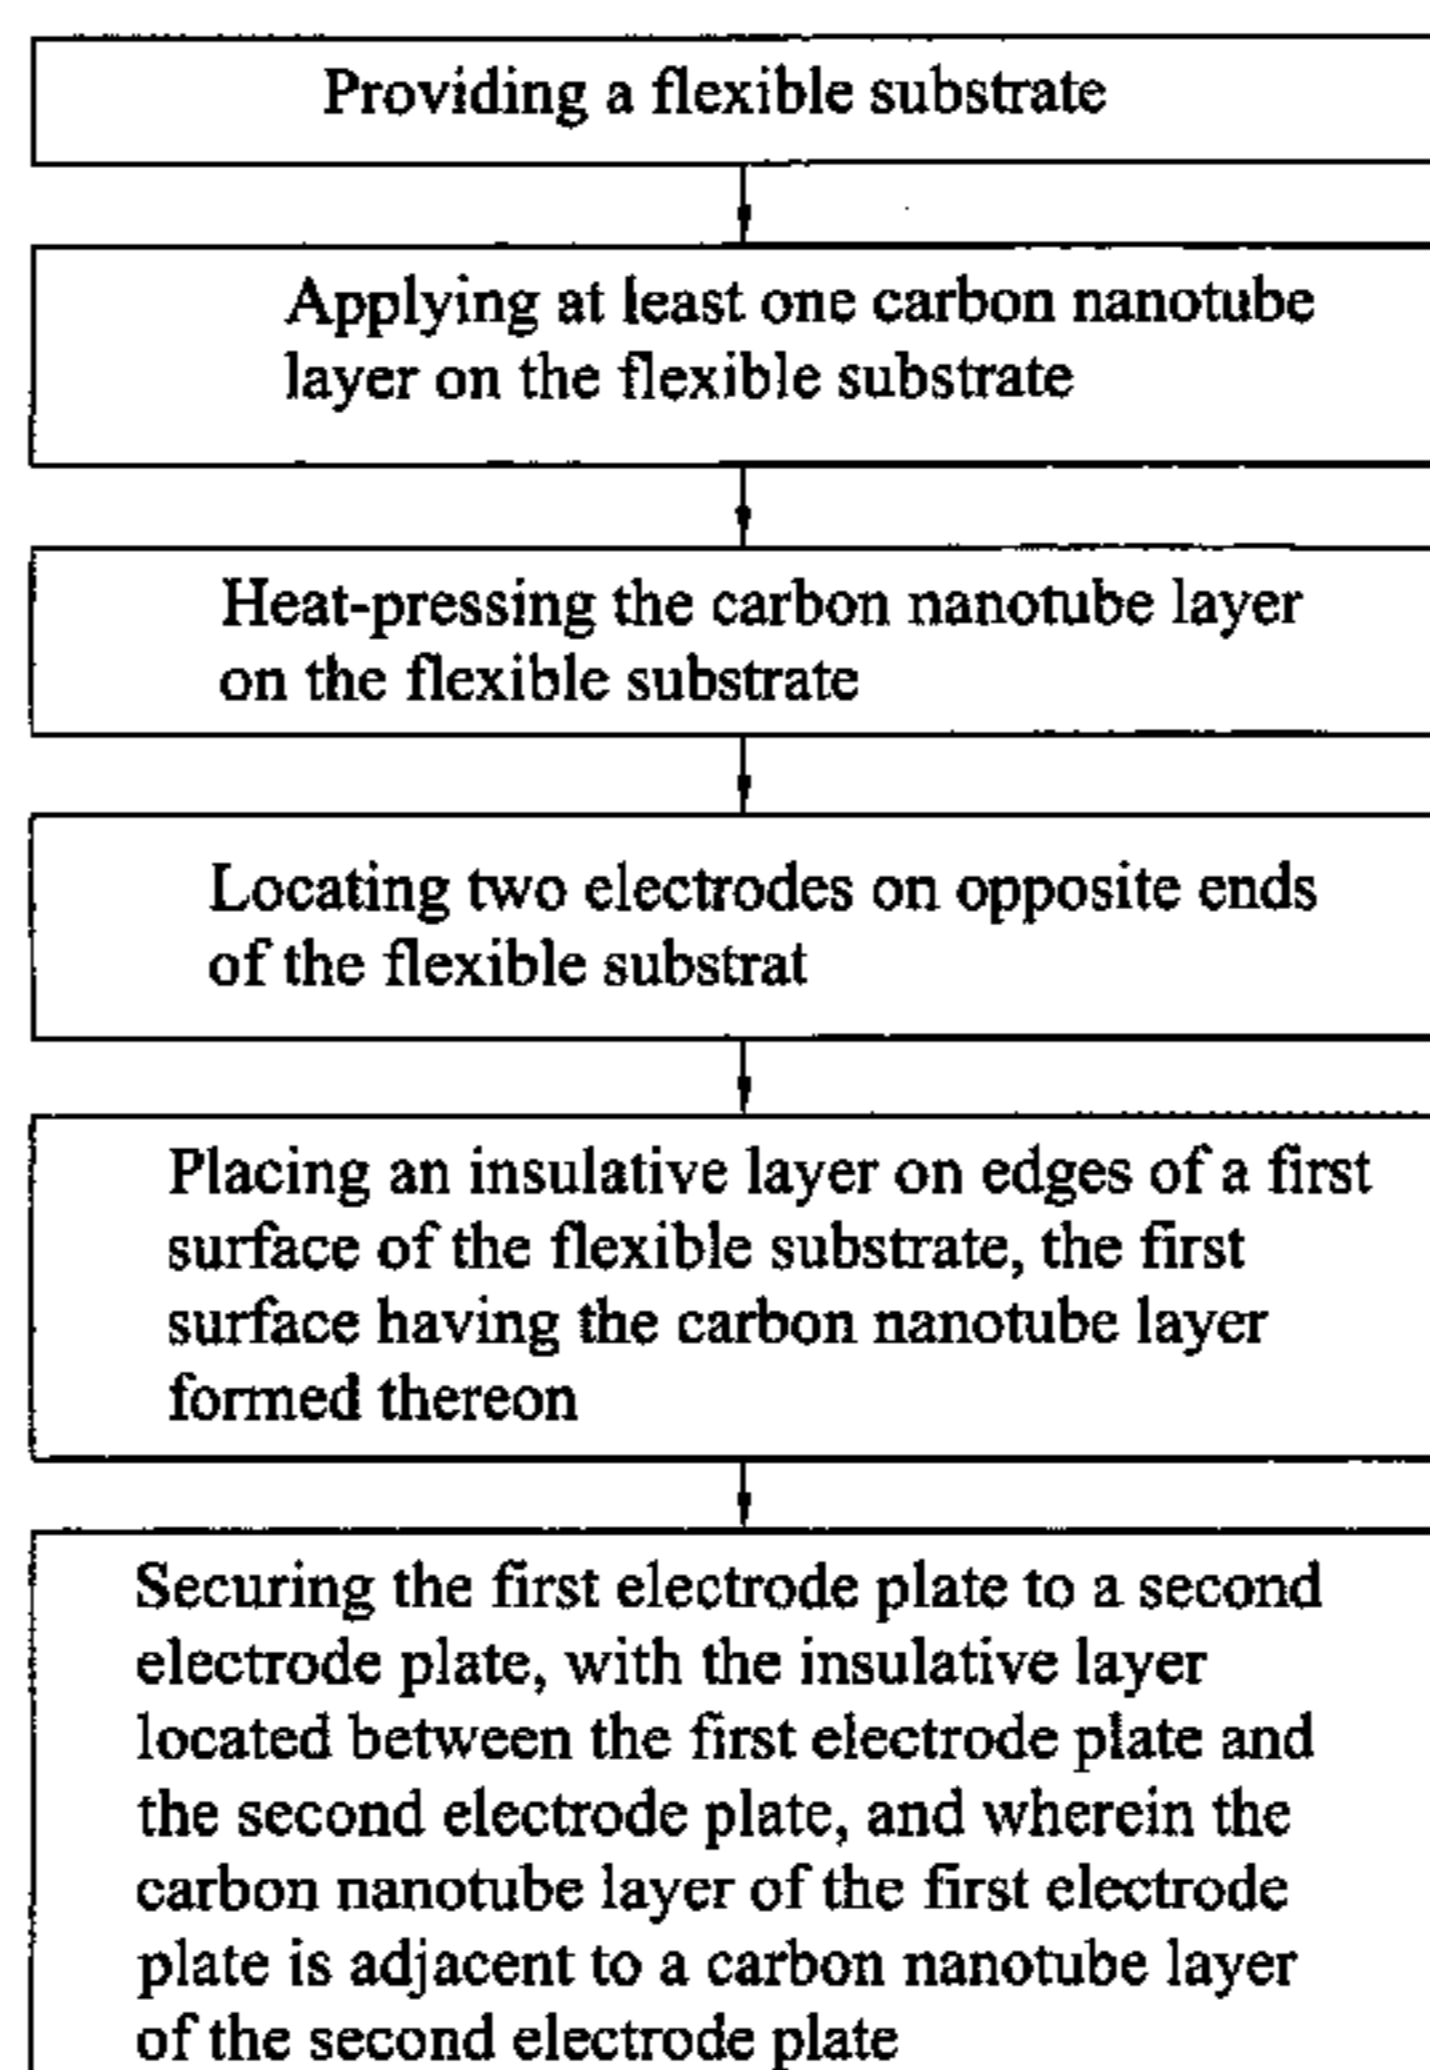 Providing a flexible substrate
Applying at least one carbon nanotube
layer on the flexible substrate
Heat-pressing the carbon nanotube layer
on the flexible substrate
Locating two electrodes on opposite ends
of the flexible substrat
Placing an insulative layer on edges of a first
surface of the flexible substrate, the first
surface having the carbon nanotube layer
formed thereon
Securing the first electrode plate to a second
electrode plate, with the insulative layer
located between the first electrode plate and
the second electrode plate, and wherein the
carbon nanotube layer of the first electrode
plate is adjacent to a carbon nanotube layer
of the second electrode plate